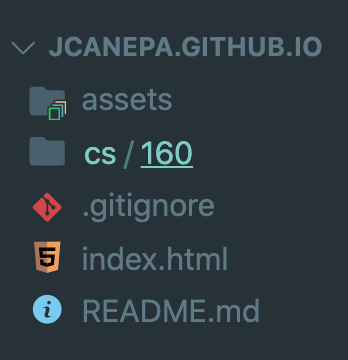 JCANEPA.GITHUB.IO
assets
cs / 160
.gitignore
index.html
README.md